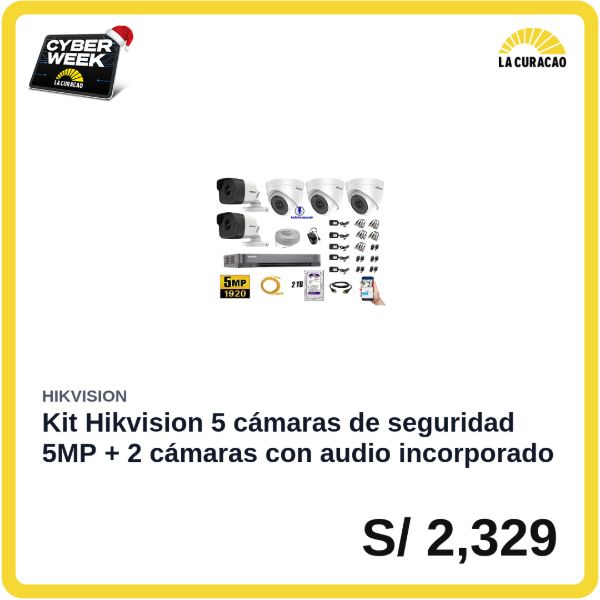 CYBER
WEEK
LA CURACAO
LA CURACAO
5MP
1920
2 TB
HIKVISION
Kit Hikvision 5 cámaras de seguridad
5MP + 2 cámaras con audio incorporado
S/ 2,329